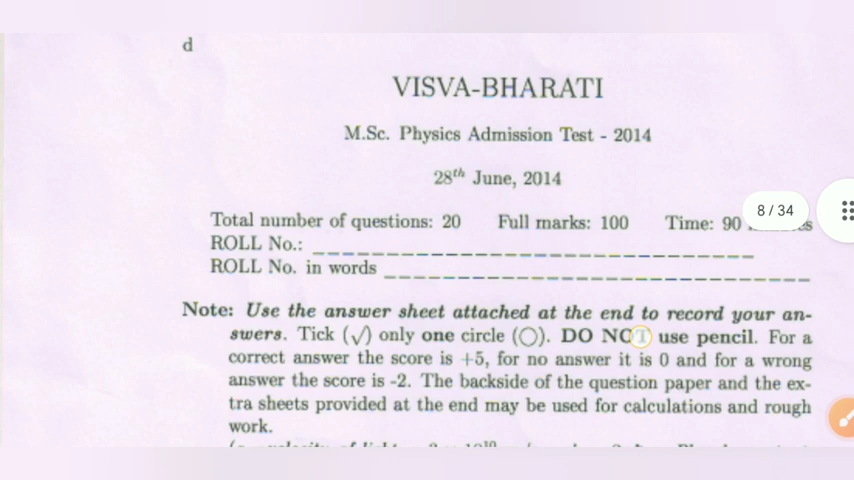 d
VISVA-BHARATI
M.Sc. Physics Admission Test - 2014
28th June, 2014
Total number of questions: 20 Full marks: 100 Time: 90
8 / 34
ROLL No.:
ROLL No. in words
Note: Use the answer sheet attached at the end to record your an-
swers. Tick (√) only one circle (○). DO NOT use pencil. For a
correct answer the score is +5, for no answer it is 0 and for a wrong
answer the score is -2. The backside of the question paper and the ex-
tra sheets provided at the end may be used for calculations and rough
work.